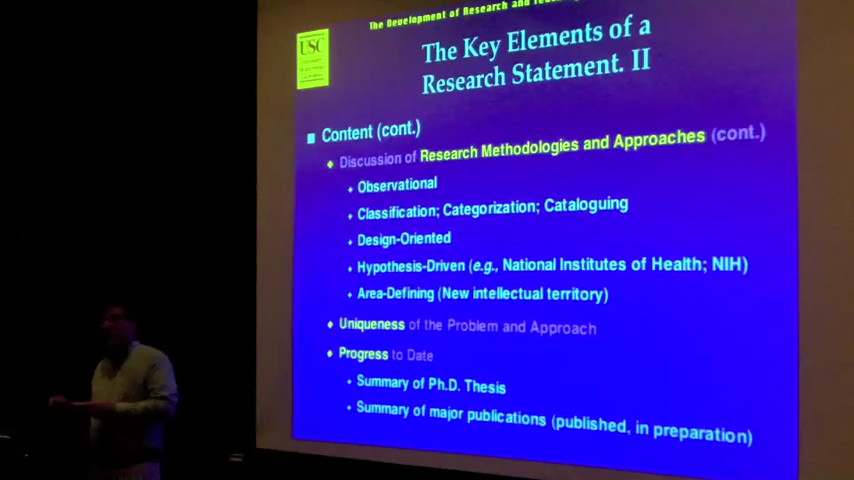 The Development of Research and
USC
The Key Elements of a
Research Statement. II
Content (cont.)
Discussion of Research Methodologies and Approaches (cont.)
Observational
Classification; Categorization; Cataloguing
Design-Oriented
Hypothesis-Driven (e.g., National Institutes of Health; NIH)
Area-Defining (New intellectual territory)
Uniqueness of the Problem and Approach
Progress to Date
Summary of Ph.D. Thesis
Summary of major publications (published, in preparation)